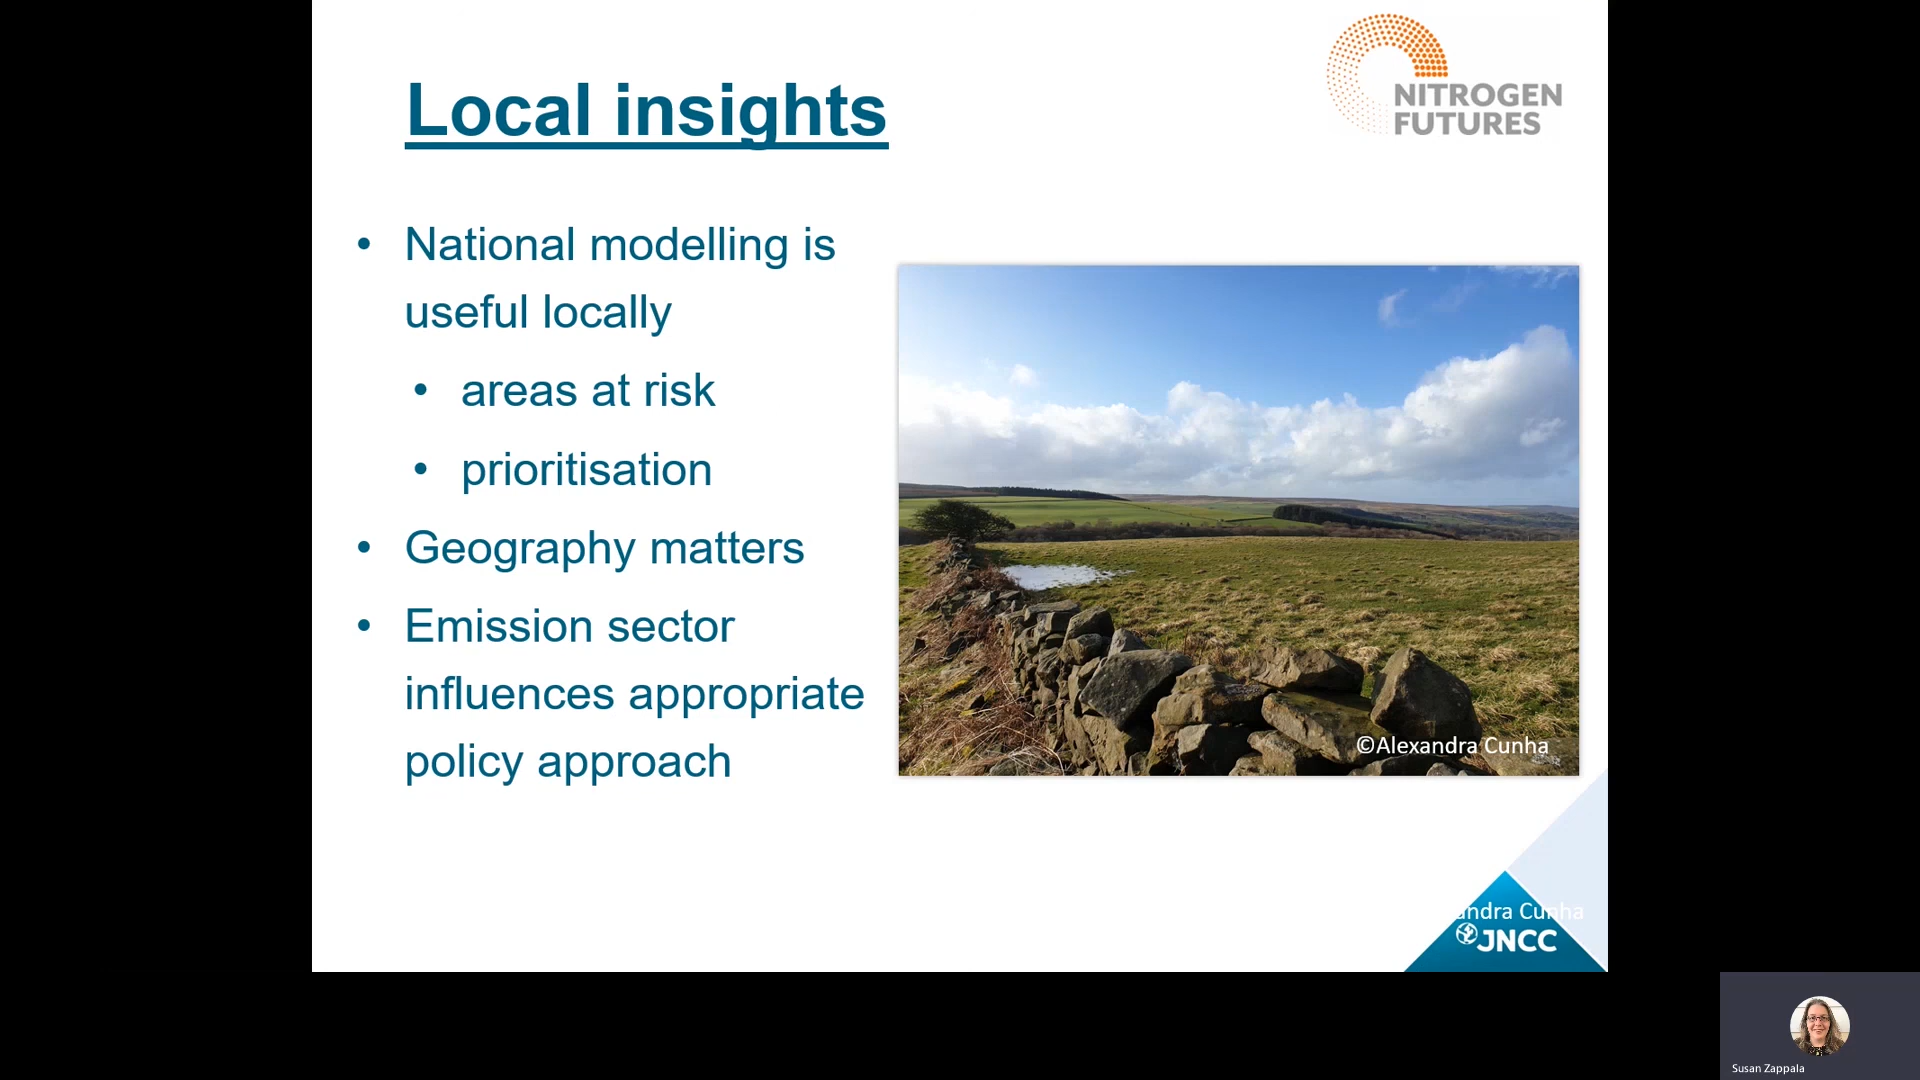 Local insights
NITROGEN
FUTURES
• National modelling is
useful locally
• areas at risk
• prioritisation
• Geography matters
• Emission sector
influences appropriate
policy approach
©Alexandra Cunha
andra Cunha
JNCC
Susan Zappala